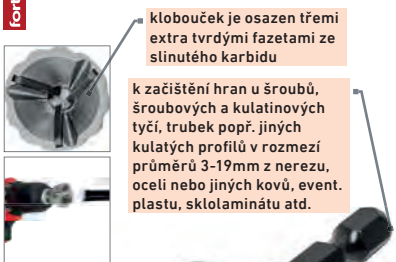 fort
klobouček je osazen třemi
extra tvrdými fazetami ze
slinutého karbidu
k začištění hran u šroubů,
šroubových a kulatinových
tyčí, trubek popř. jiných
kulatých profilů v rozmezí
průměrů 3-19mm z nerezu,
oceli nebo jiných kovů, event.
plastu, sklolaminátu atd.